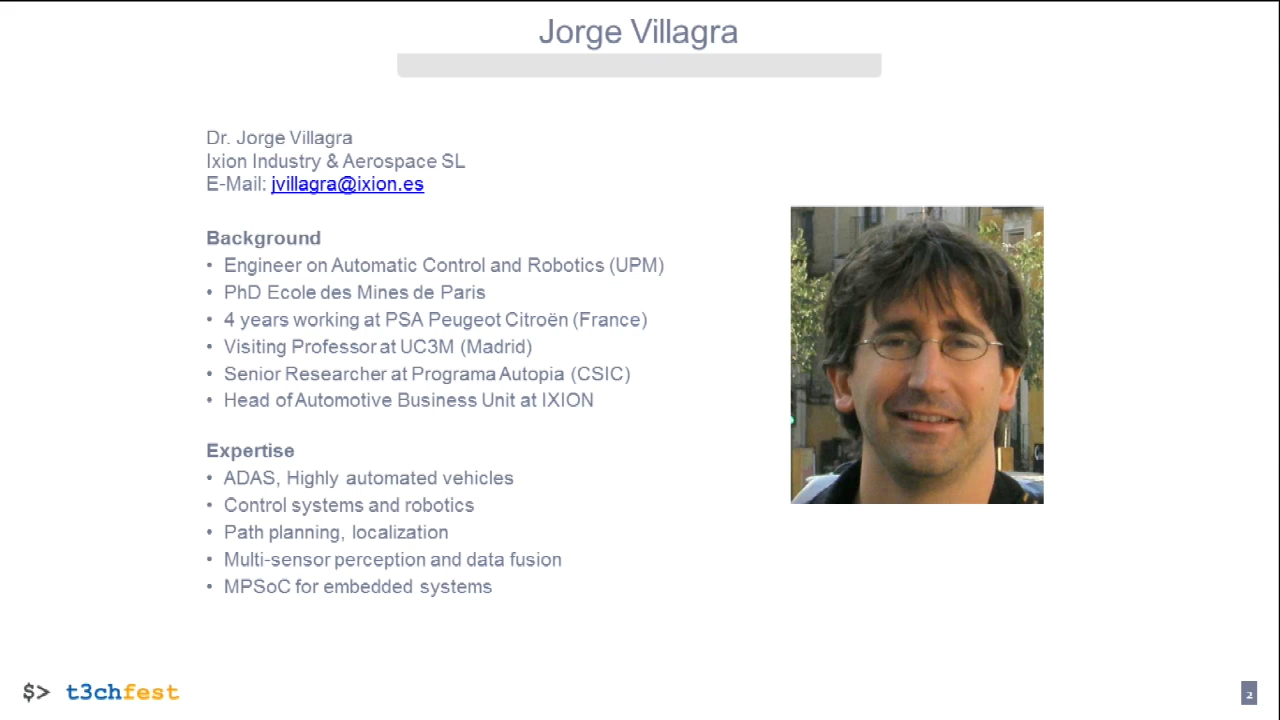 Jorge Villagra
Dr. Jorge Villagra
Ixion Industry & Aerospace SL
E-Mail: jvillagra@ixion.es
Background
• Engineer on Automatic Control and Robotics (UPM)
• PhD Ecole des Mines de Paris
• 4 years working at PSA Peugeot Citroën (France)
• Visiting Professor at UC3M (Madrid)
• Senior Researcher at Programa Autopia (CSIC)
• Head of Automotive Business Unit at IXION
Expertise
• ADAS, Highly automated vehicles
• Control systems and robotics
• Path planning, localization
• Multi-sensor perception and data fusion
• MPSoC for embedded systems
$> t3chfest
2